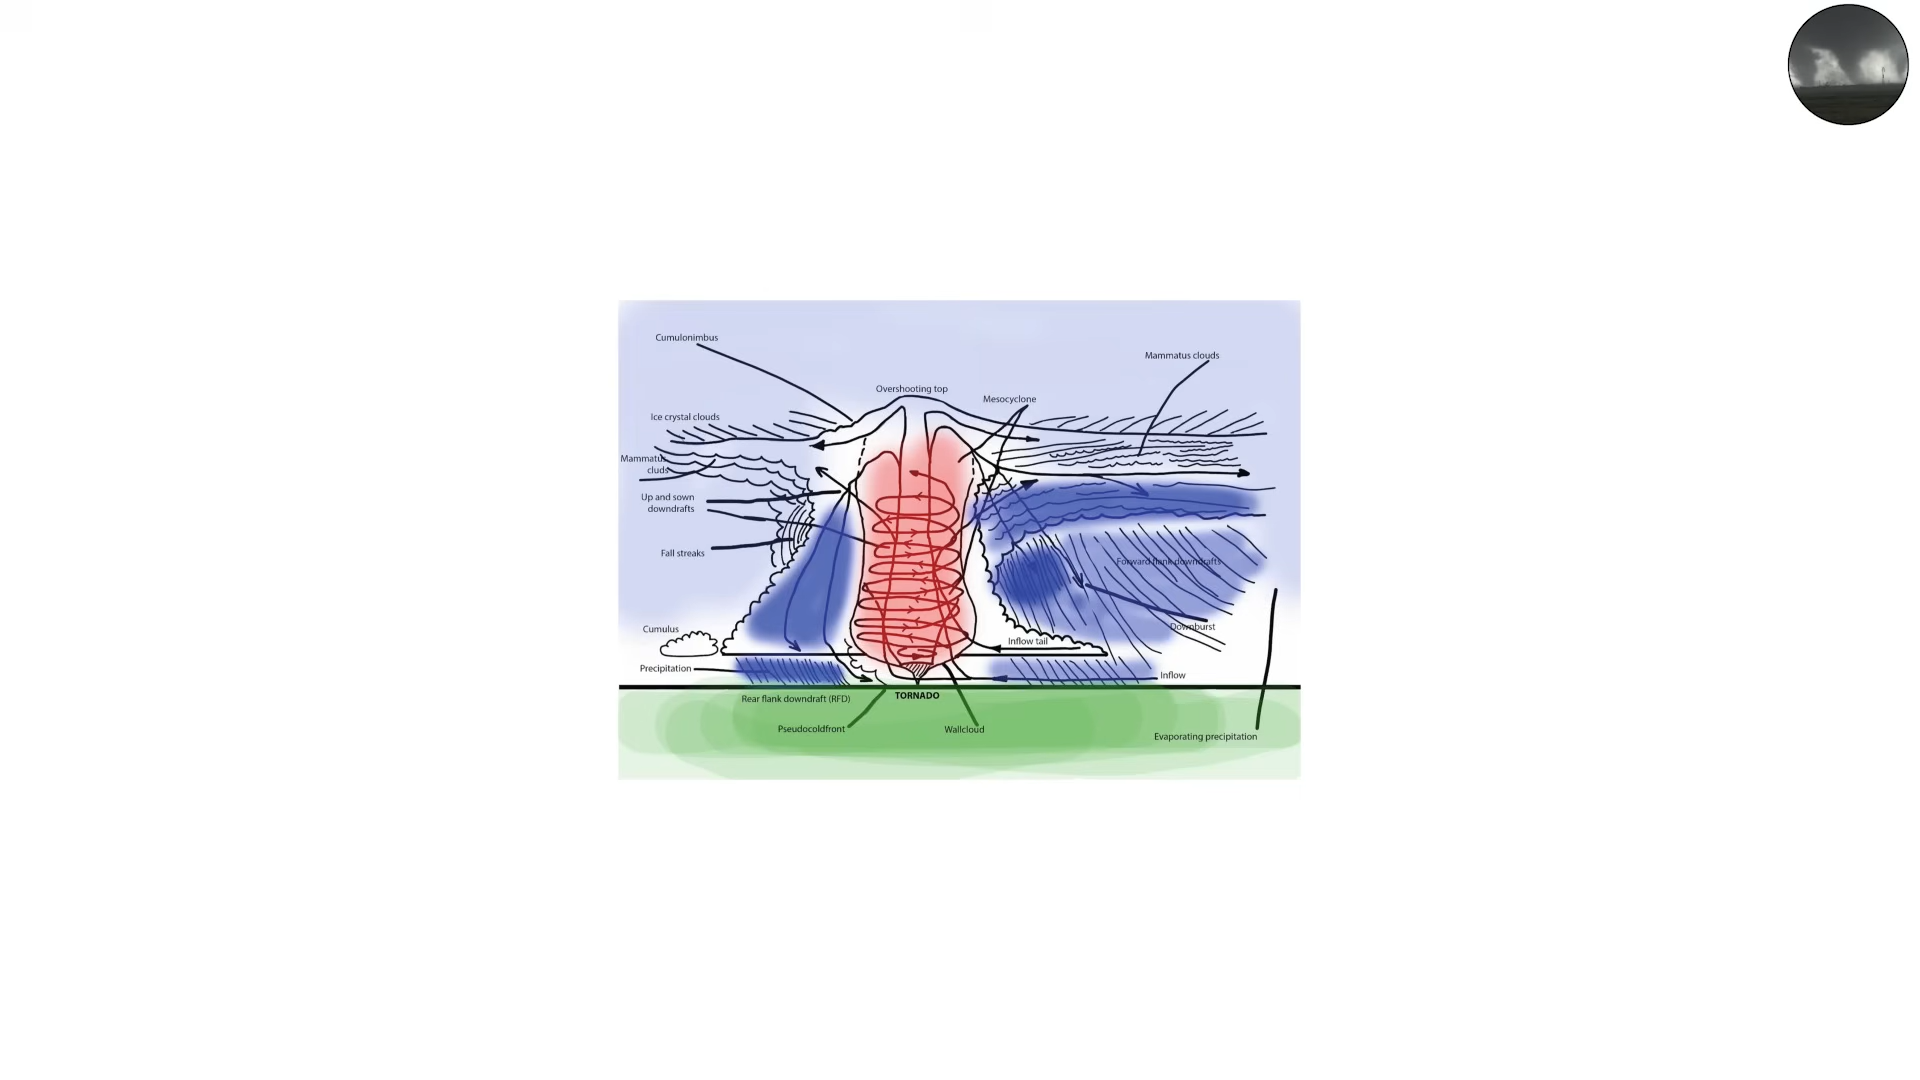 Cumulonimbus
Mammatus clouds
Overshooting top
Mesocyclone
Ice crystal clouds
Mammatus
cluds
Up and sown
downdrafts
Fall streaks
Forward flank downdrafts
Cumulus
Downburst
Inflow tail
Precipitation
Inflow
TORNADO
Rear flank downdraft (RFD)
Pseudocoldfront
Wallcloud
Evaporating precipitation